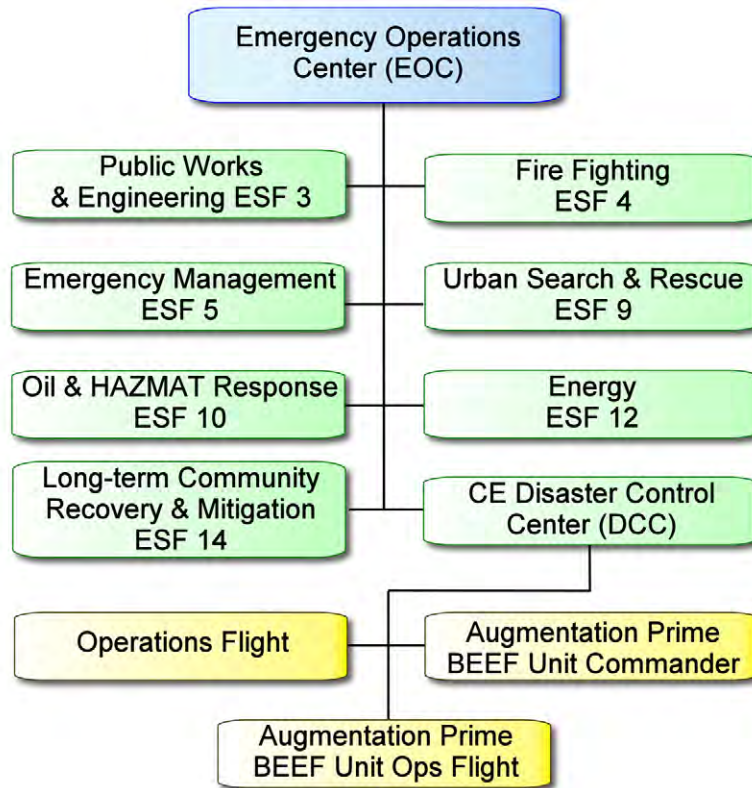 Emergency Operations
Center (EOC)
Public Works
& Engineering ESF 3
Fire Fighting
ESF 4
Emergency Management
ESF 5
Urban Search & Rescue
ESF 9
Oil & HAZMAT Response
ESF 10
Energy
ESF 12
Long-term Community
Recovery & Mitigation
ESF 14
CE Disaster Control
Center (DCC)
Operations Flight
Augmentation Prime
BEEF Unit Commander
Augmentation Prime
BEEF Unit Ops Flight